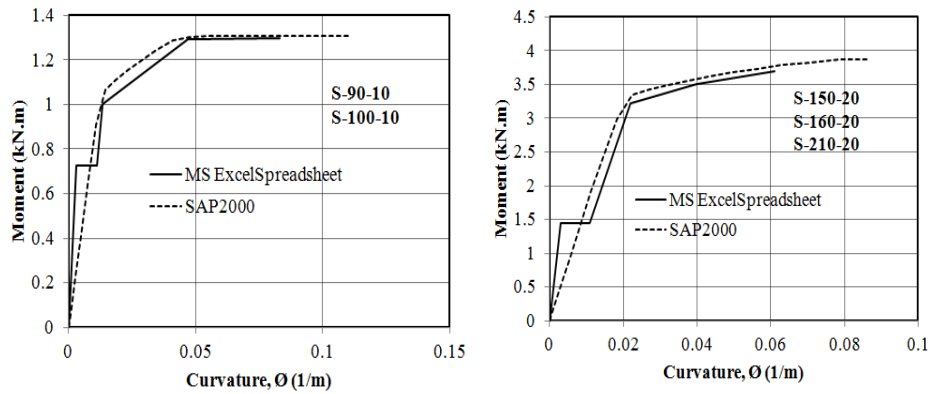 1.4
1.2
1
0.8
0.6
0.4
0.2
0
Moment (kN.m)
S-90-10
S-100-10
MS ExcelSpreadsheet
SAP2000
0
0.05
0.1
0.15
Curvature, Ø (1/m)
4.5
4
3.5
3
2.5
2
1.5
1
0.5
0
Moment (kN.m)
S-150-20
S-160-20
S-210-20
MS ExcelSpreadsheet
SAP2000
0
0.02
0.04
0.06
0.08
0.1
Curvature, Ø (1/m)